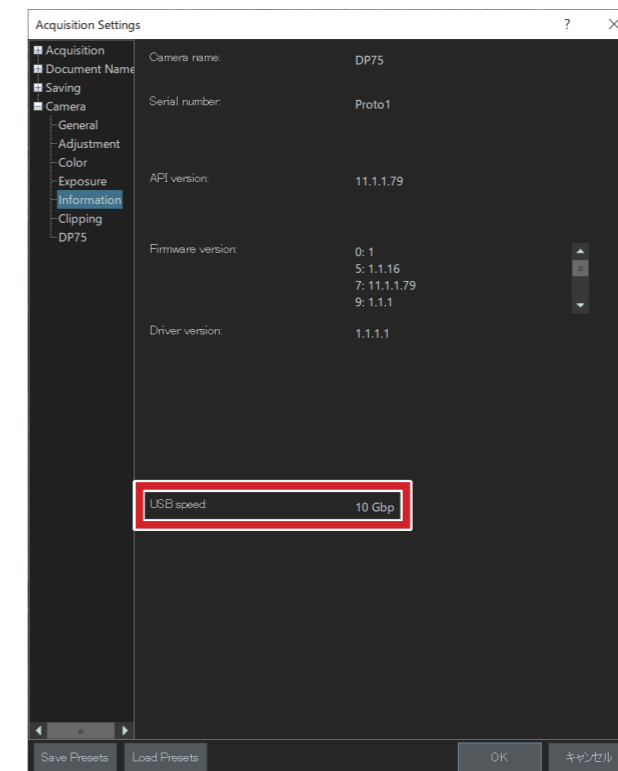 Acquisition Settings ? ×
Acquisition
Document Name
Saving
Camera
General
Adjustment
Color
Exposure
Information
Clipping
DP75
Camera name: DP75
Serial number: Proto1
API version: 11.1.1.79
Firmware version: 0: 1
5: 1.1.16
7: 11.1.1.79
9: 1.1.1
Driver version: 1.1.1.1
USB speed: 10 Gbp
Save Presets Load Presets OK キャンセル